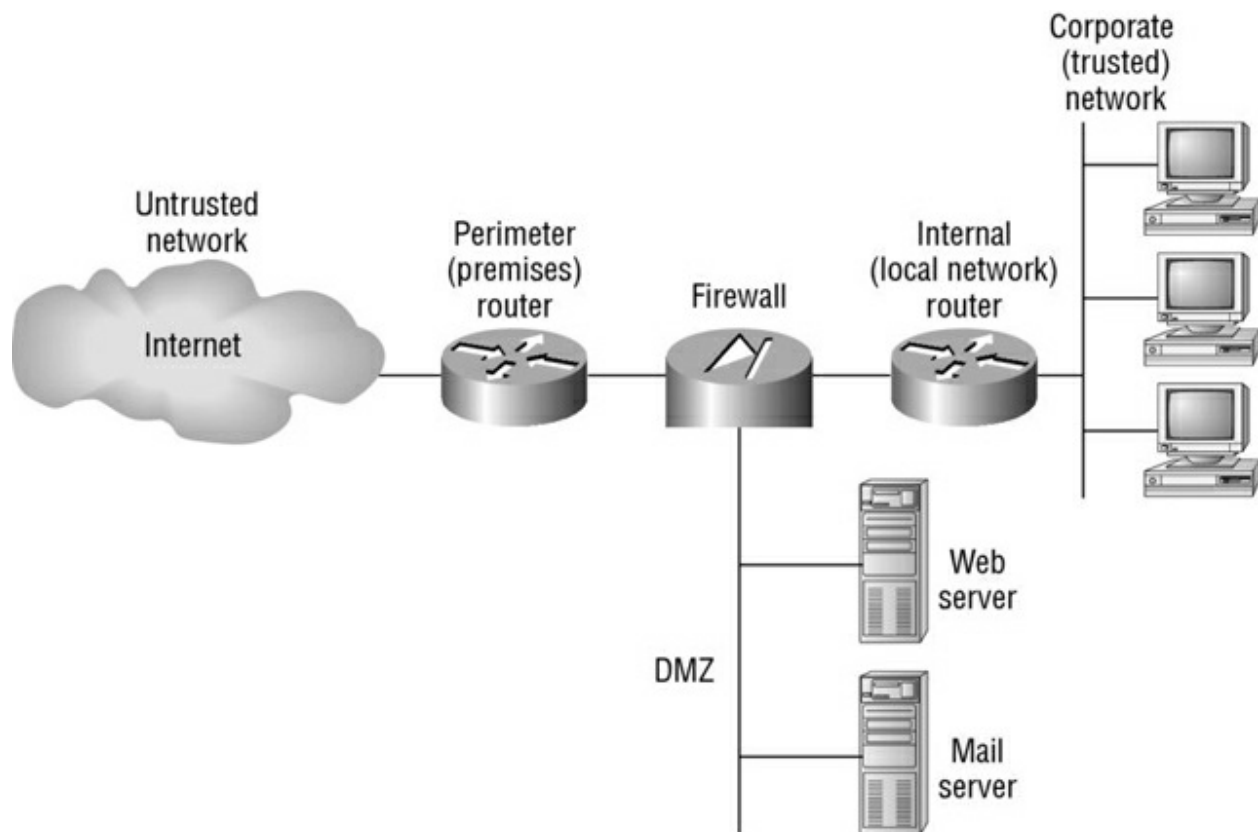 Corporate
(trusted)
network
Untrusted
network
Internet
Perimeter
(premises)
router
Firewall
Internal
(local network)
router
Web
server
DMZ
Mail
server